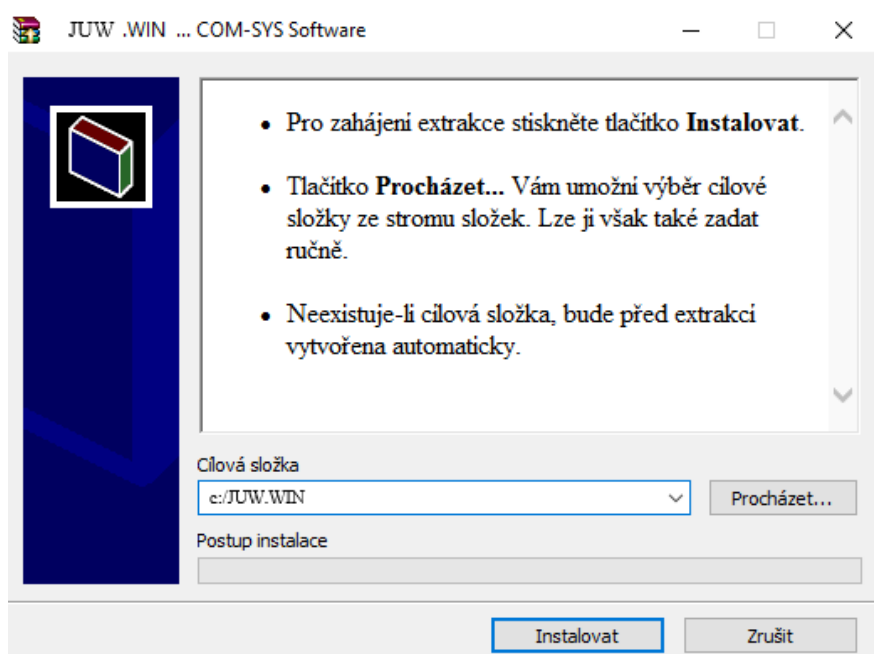 JUW .WIN ... COM-SYS Software
• Pro zahájení extrakce stiskněte tlačítko Instalovat.
• Tlačítko Procházet... Vám umožní výběr cílové
složky ze stromu složek. Lze ji však také zadat
ručně.
• Neexistuje-li cílová složka, bude před extrakcí
vytvořena automaticky.
Cílová složka
c:/JUW.WIN
Procházet...
Postup instalace
Instalovat
Zrušit